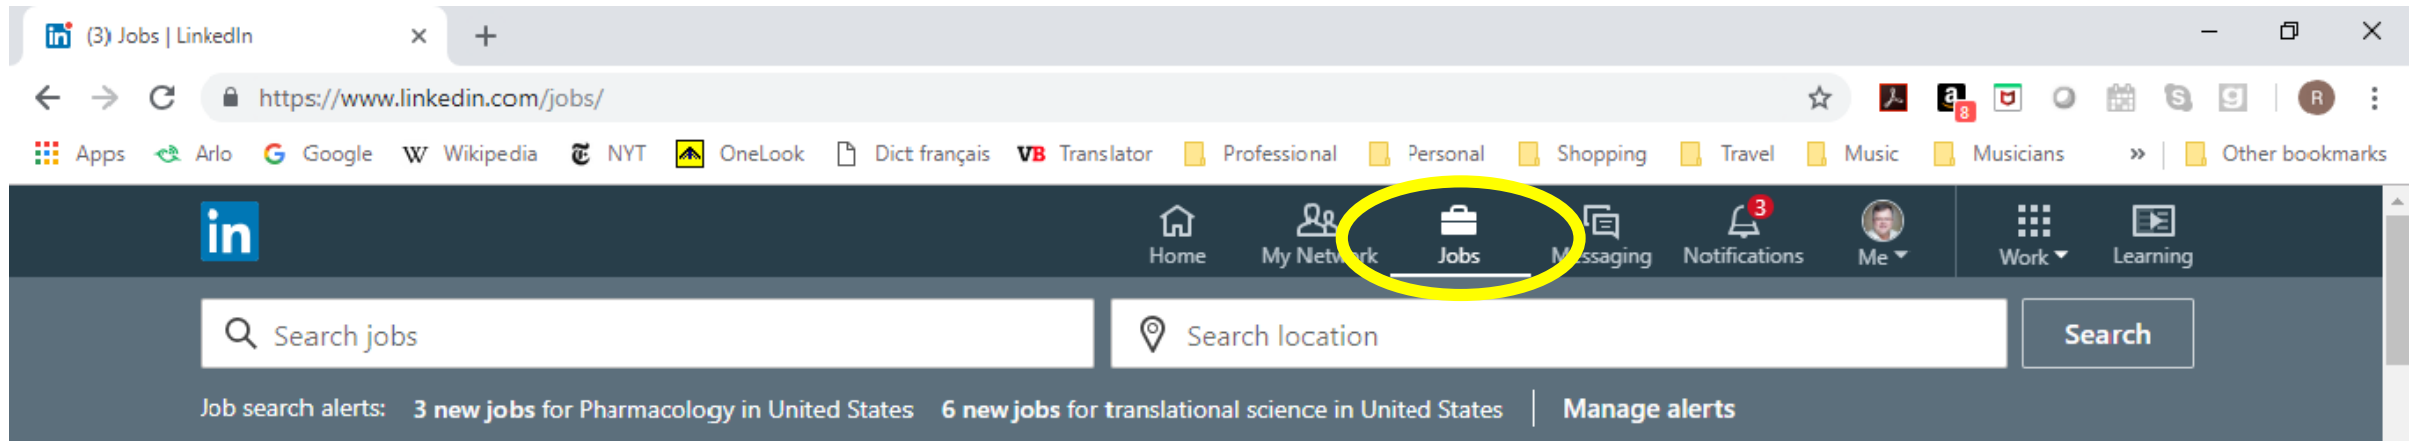 in (3) Jobs | LinkedIn
https://www.linkedin.com/jobs/ a 8 S g R
Apps Arlo G Google W Wikipedia NYT OneLook Dict français VB Translator Professional Personal Shopping Travel Music Musicians » Other bookmarks
in Home My Network Jobs Messaging 3 Notifications Me Work Learning
Search jobs Search location Search
Job search alerts: 3 new jobs for Pharmacology in United States 6 new jobs for translational science in United States Manage alerts